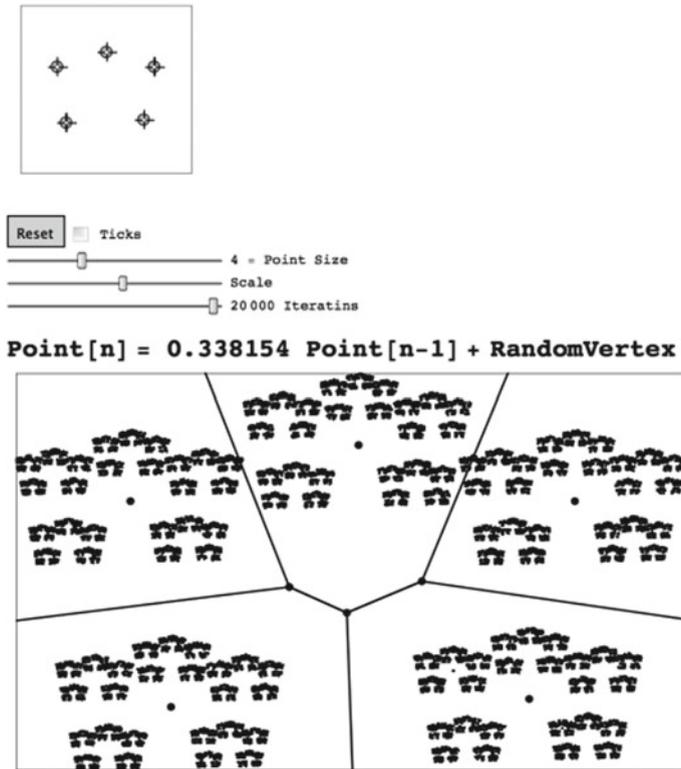 Reset Ticks
4 = Point Size
Scale
20000 Iteratins
Point[n] = 0.338154 Point[n-1] + RandomVertex